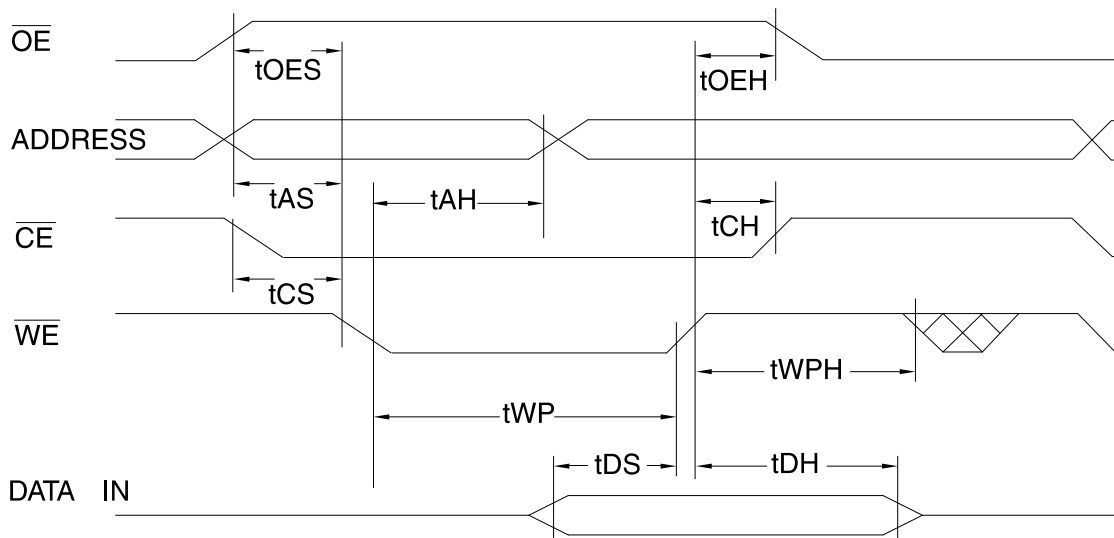 OE
tOES
tOEH
ADDRESS
tAS
tAH
tCH
CE
tCS
WE
tWPH
tWP
tDS
tDH
DATA IN